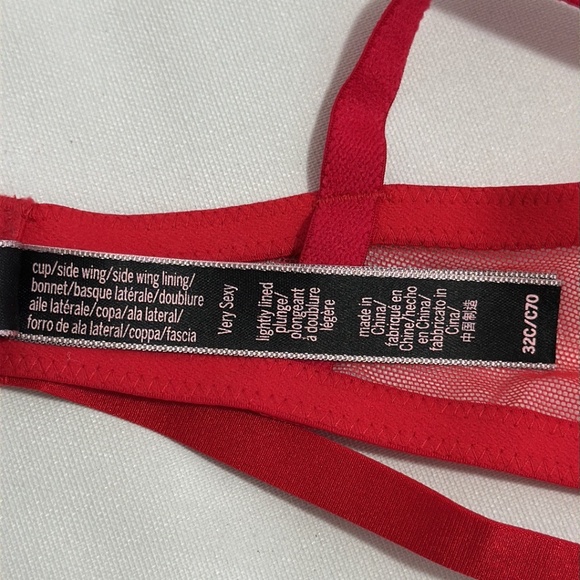 cup/side wing/side wing lining/
bonnet/basque latérale/doublure
aile latérale/copa/ala lateral/
forro de ala lateral/coppa/fascia
Very Sexy
lightly lined
plunge/
plongeant
à doublure
légère
made in
China/
fabriqué en
Chine/hecho
en China/
fabbricato in
Cina/
中国制造
32C/C70